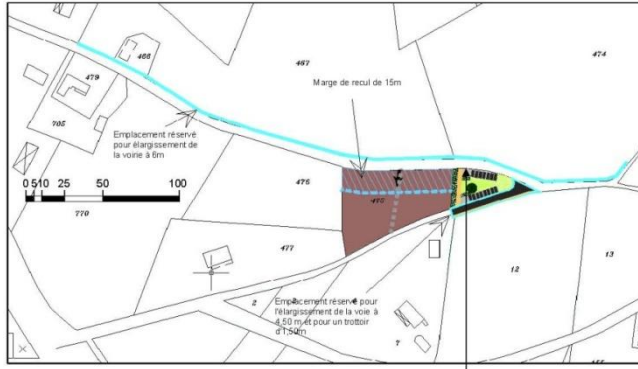 467
474
466
479
Marge de recul de 15m
705
Emplacement réservé
pour élargissement de
la voirie à 6m
0 5 10 25 50 100
476
770
477
12
13
2
Emplacement réservé pour
l'élargissement de la voie à
4,50 m et pour un trottoir
d'1,50m
7